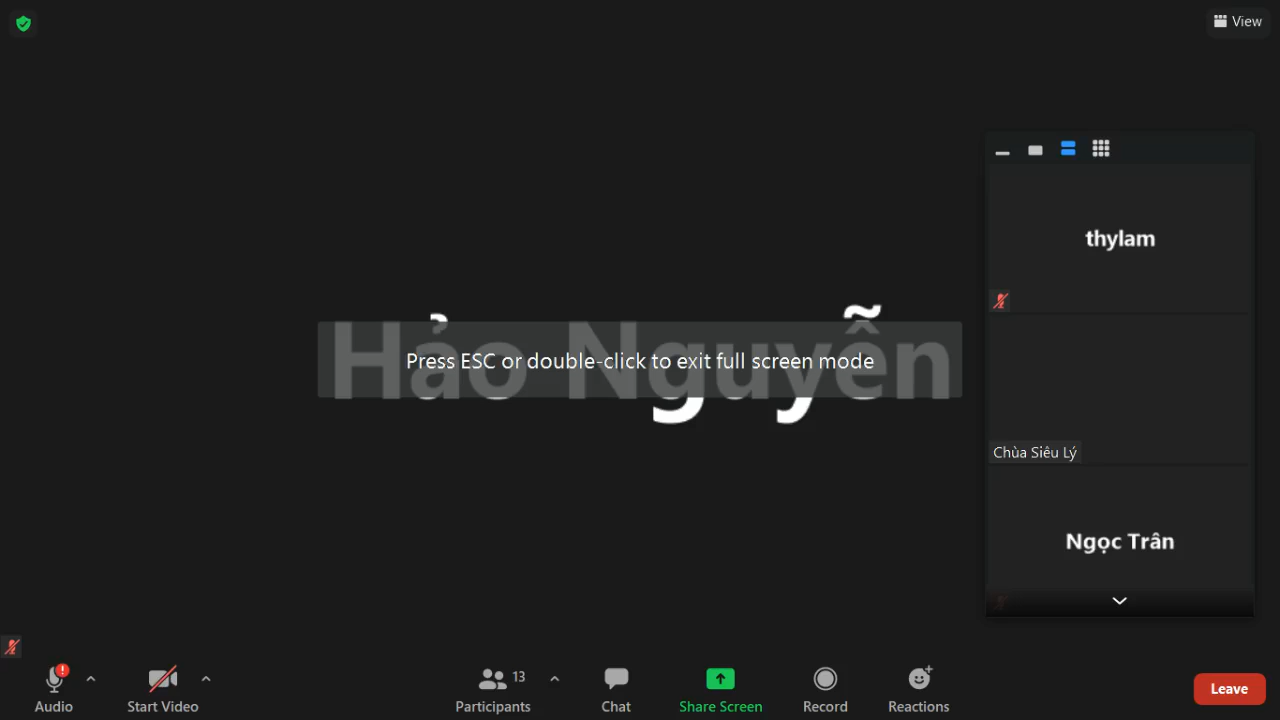 View
thylam
Hảo Nguyễn
Press ESC or double-click to exit full screen mode
Chùa Siêu Lý
Ngọc Trân
Audio
Start Video
13
Participants
Chat
Share Screen
Record
Reactions
Leave